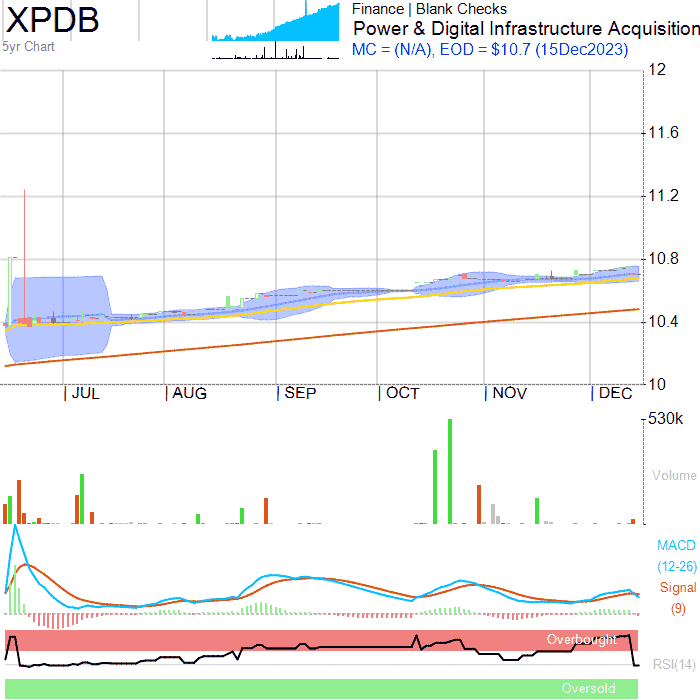 XPDB
5yr Chart
Finance | Blank Checks
Power & Digital Infrastructure Acquisition
MC = (N/A), EOD = $10.7 (15Dec2023)
12
11.6
11.2
10.8
10.4
10
JUL
AUG
SEP
OCT
NOV
DEC
530k
Volume
MACD
(12-26)
Signal
(9)
Overbought
RSI(14)
Oversold